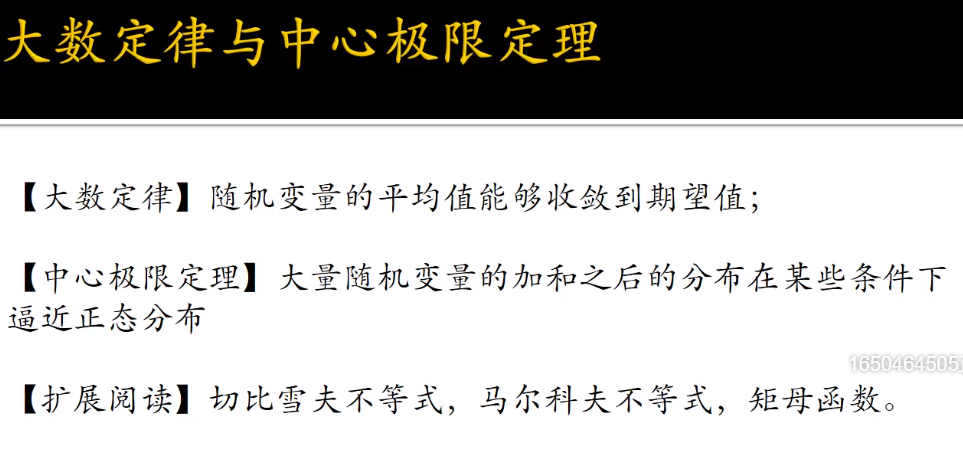 大数定律与中心极限定理
【大数定律】随机变量的平均值能够收敛到期望值；
【中心极限定理】大量随机变量的加和之后的分布在某些条件下
逼近正态分布
1650464505
【扩展阅读】切比雪夫不等式，马尔科夫不等式，矩母函数。